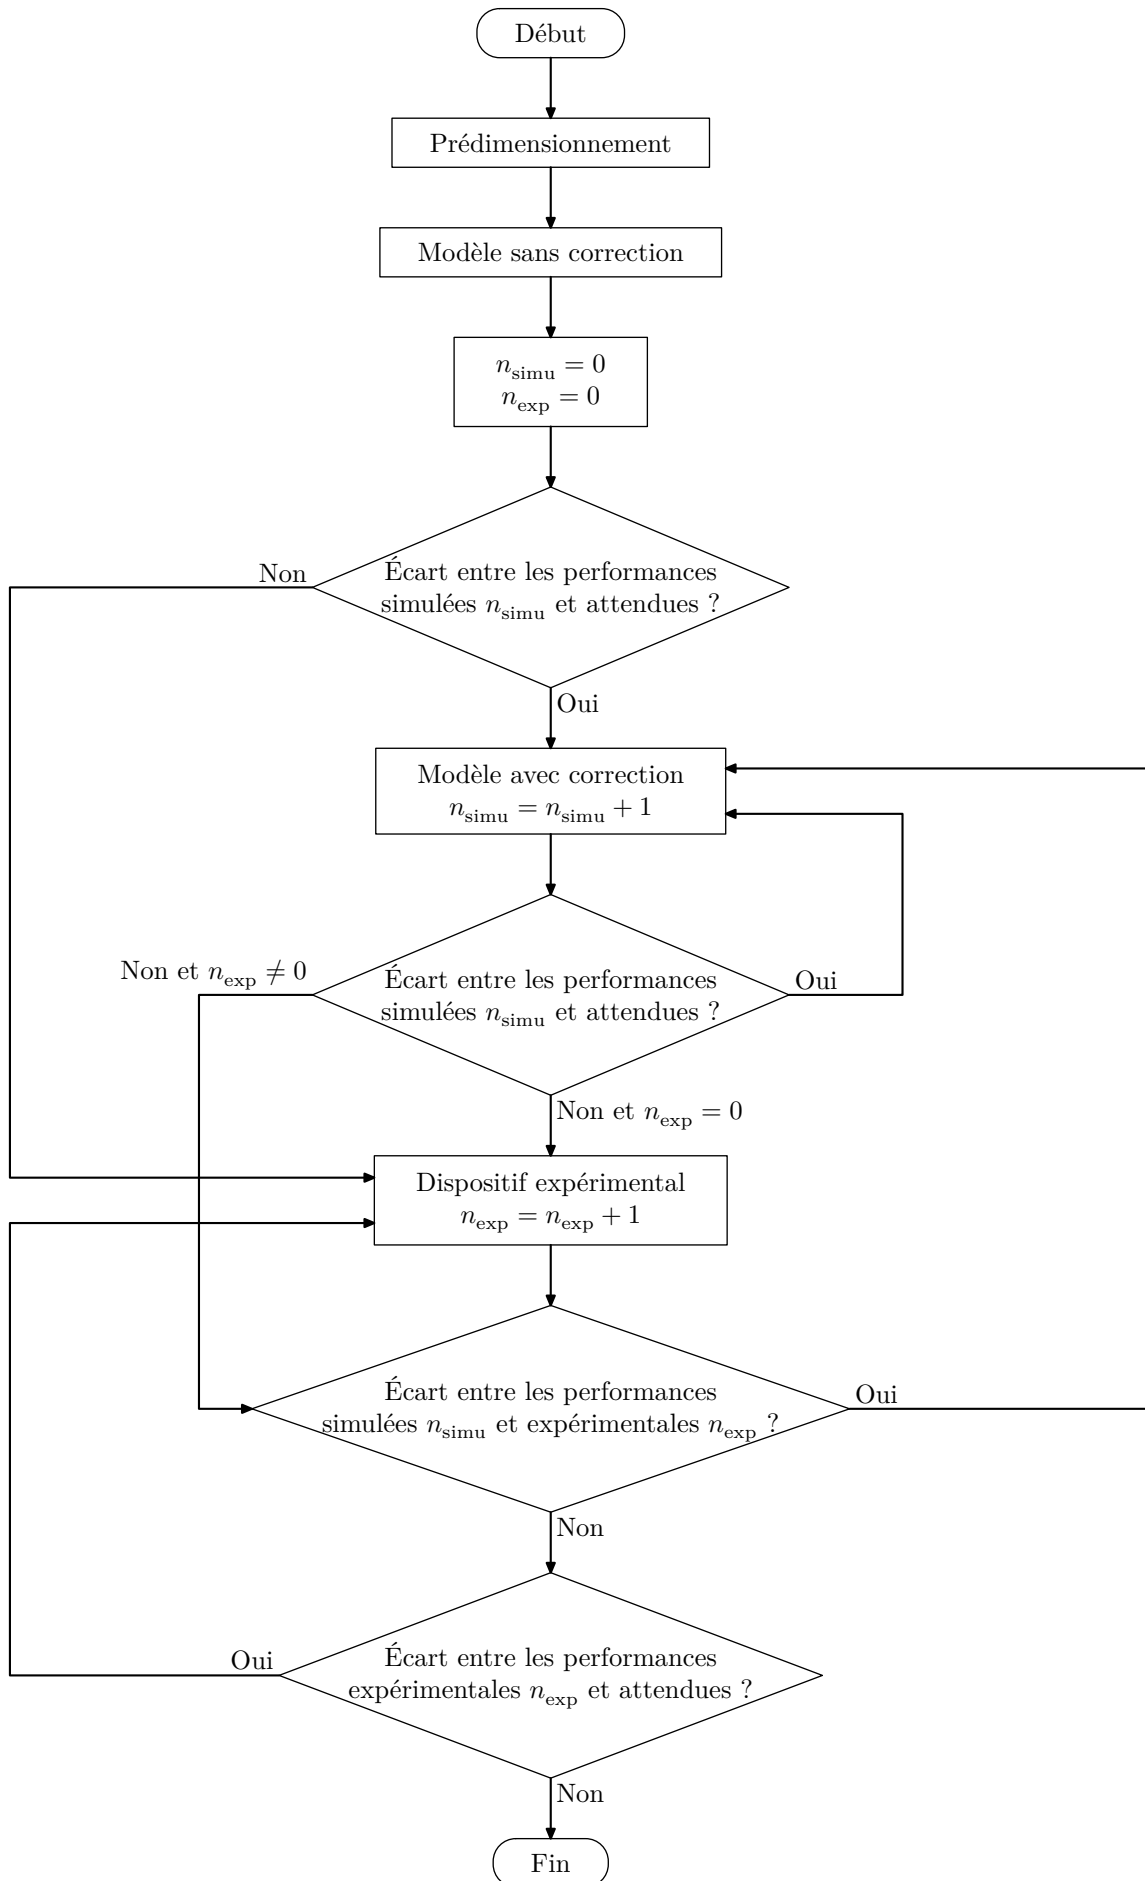 Début
Prédimensionnement
Modèle sans correction
n_simu = 0
n_exp = 0
Non
Écart entre les performances
simulées n_simu et attendues ?
Oui
Modèle avec correction
n_simu = n_simu + 1
Non et n_exp ≠ 0
Écart entre les performances
simulées n_simu et attendues ?
Oui
Non et n_exp = 0
Dispositif expérimental
n_exp = n_exp + 1
Écart entre les performances
simulées n_simu et expérimentales n_exp ?
Oui
Non
Oui
Écart entre les performances
expérimentales n_exp et attendues ?
Non
Fin